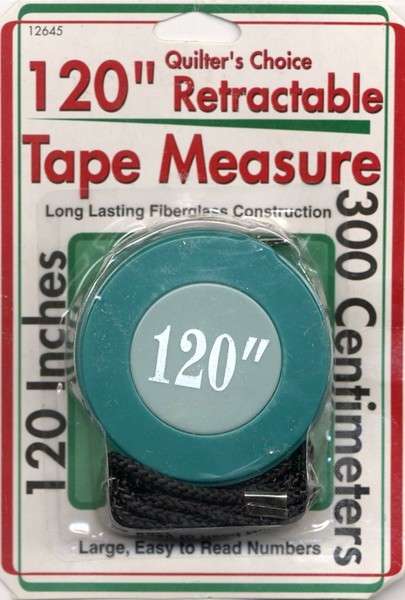 12645
Quilter's Choice
120" Retractable
Tape Measure
Long Lasting Fiberglass Construction
120 Inches
300 Centimeters
120"
Large, Easy to Read Numbers